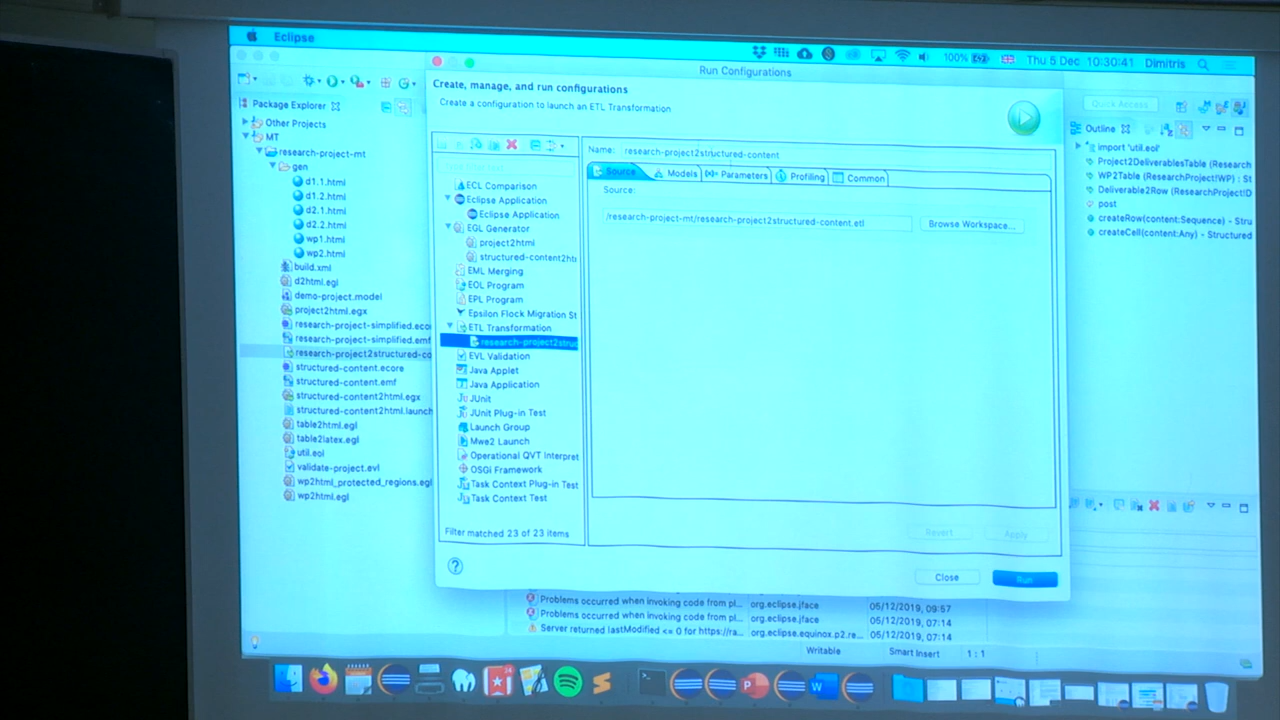 Eclipse
100%
Thu 5 Dec 10:30:41 Dimitris
Run Configurations
Create, manage, and run configurations
Create a configuration to launch an ETL Transformation
Quick Access
Package Explorer
Other Projects
MT
research-project-mt
gen
d1.1.html
d1.2.html
d2.1.html
d2.2.html
wp1.html
wp2.html
build.xml
d2html.egl
demo-project.model
project2html.egx
research-project-simplified.eco
research-project-simplified.emf
research-project2structured-co
structured-content.ecore
structured-content.emf
structured-content2html.egx
structured-content2html.launch
table2html.egl
table2latex.egl
util.eol
validate-project.evl
wp2html_protected_regions.egl
wp2html.egl
ECL Comparison
Eclipse Application
Eclipse Application
EGL Generator
project2html
structured-content2ht
EML Merging
EOL Program
EPL Program
Epsilon Flock Migration St
ETL Transformation
research-project2struc
EVL Validation
Java Applet
Java Application
JUnit
JUnit Plug-in Test
Launch Group
Mwe2 Launch
Operational QVT Interpret
OSGi Framework
Task Context Plug-in Test
Task Context Test
Filter matched 23 of 23 items
Name: research-project2structured-content
Source Models Parameters Profiling Common
Source:
/research-project-mt/research-project2structured-content.etl
Browse Workspace...
Revert Apply
Close Run
Outline
import 'util.eol'
Project2DeliverablesTable (Research
WP2Table (ResearchProject!WP) : St
Deliverable2Row (ResearchProject!D
post
createRow(content:Sequence) - Stru
createCell(content:Any) - Structured
Problems occurred when invoking code from pl... org.eclipse.jface 05/12/2019, 09:57
Problems occurred when invoking code from pl... org.eclipse.jface 05/12/2019, 07:14
Server returned lastModified <= 0 for https://ra... org.eclipse.equinox.p2.re... 05/12/2019, 07:14
Writable Smart Insert 1 : 1